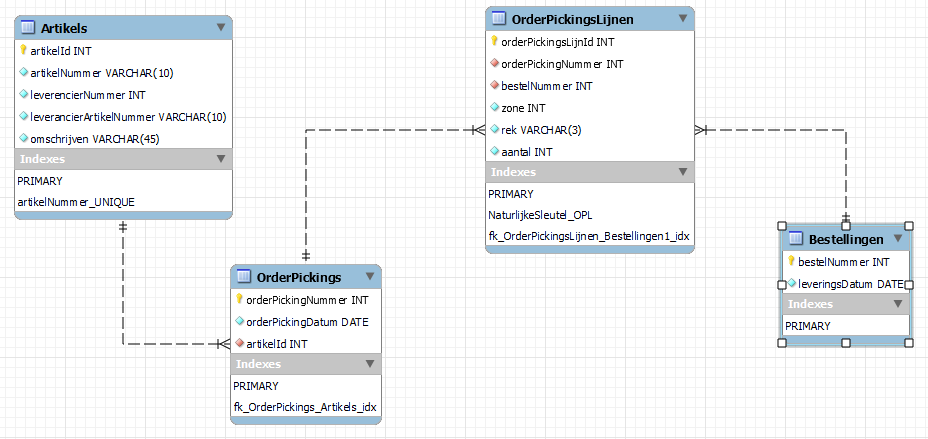 Artikels
artikelId INT
artikelNummer VARCHAR(10)
leverencierNummer INT
leverancierArtikelNummer VARCHAR(10)
omschrijven VARCHAR(45)
Indexes
PRIMARY
artikelNummer_UNIQUE
OrderPickingsLijnen
orderPickingsLijnId INT
orderPickingNummer INT
bestelNummer INT
zone INT
rek VARCHAR(3)
aantal INT
Indexes
PRIMARY
NaturlijkeSleutel_OPL
fk_OrderPickingsLijnen_Bestellingen1_idx
OrderPickings
orderPickingNummer INT
orderPickingDatum DATE
artikelId INT
Indexes
PRIMARY
fk_OrderPickings_Artikels_idx
Bestellingen
bestelNummer INT
leveringsDatum DATE
Indexes
PRIMARY